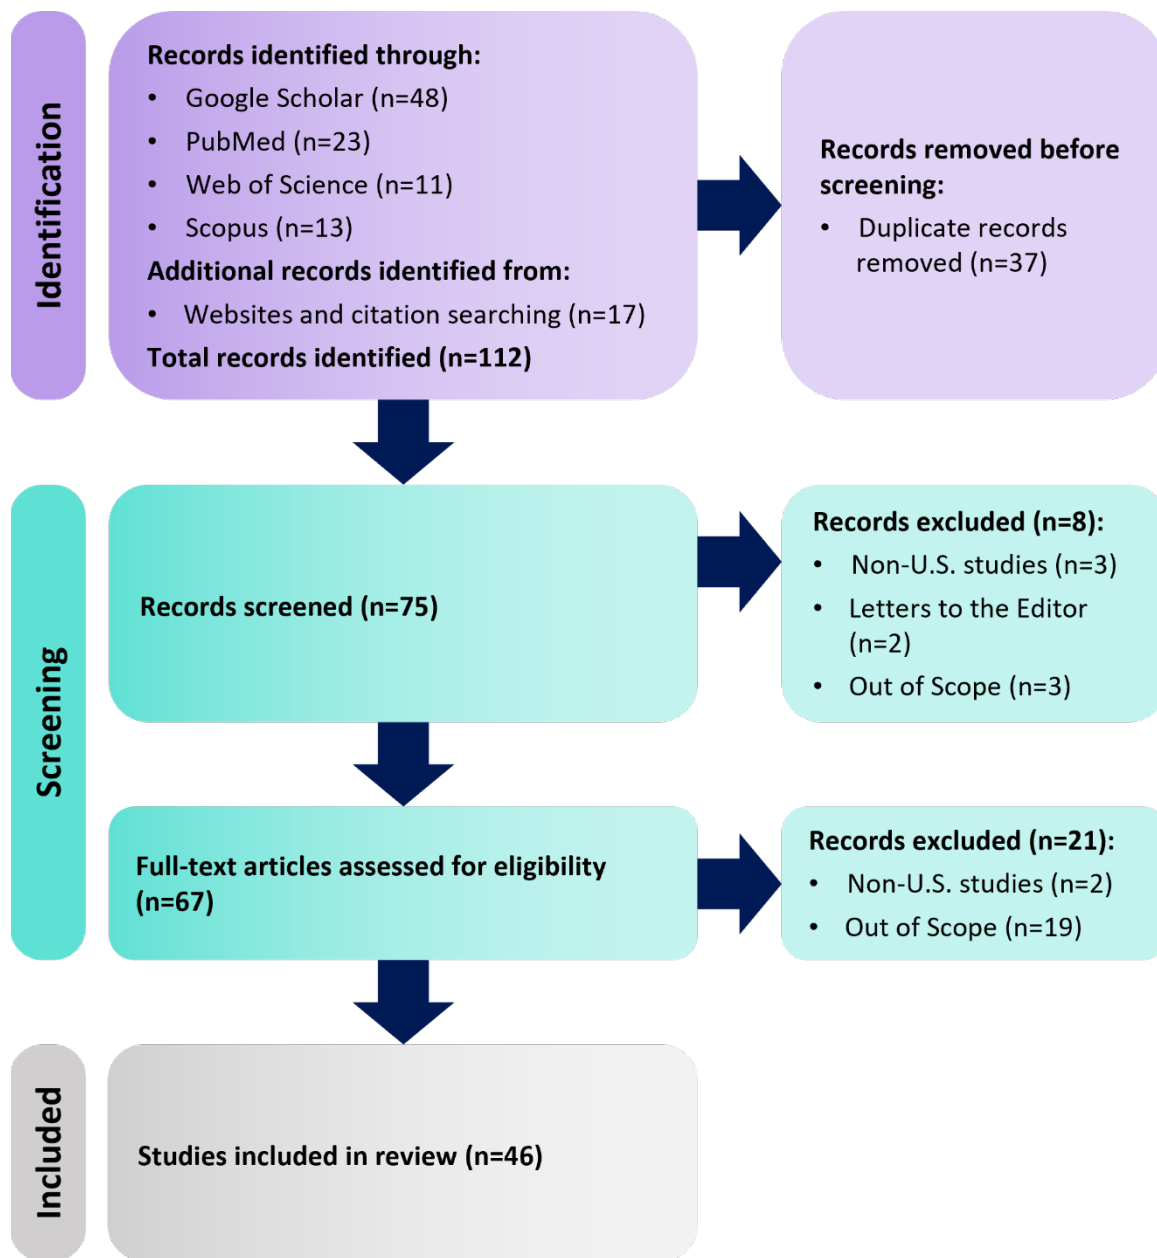 Identification
Records identified through:
• Google Scholar (n=48)
• PubMed (n=23)
• Web of Science (n=11)
• Scopus (n=13)
Additional records identified from:
• Websites and citation searching (n=17)
Total records identified (n=112)
Records removed before
screening:
• Duplicate records
removed (n=37)
Screening
Records screened (n=75)
Records excluded (n=8):
• Non-U.S. studies (n=3)
• Letters to the Editor
(n=2)
• Out of Scope (n=3)
Full-text articles assessed for eligibility
(n=67)
Records excluded (n=21):
• Non-U.S. studies (n=2)
• Out of Scope (n=19)
Included
Studies included in review (n=46)